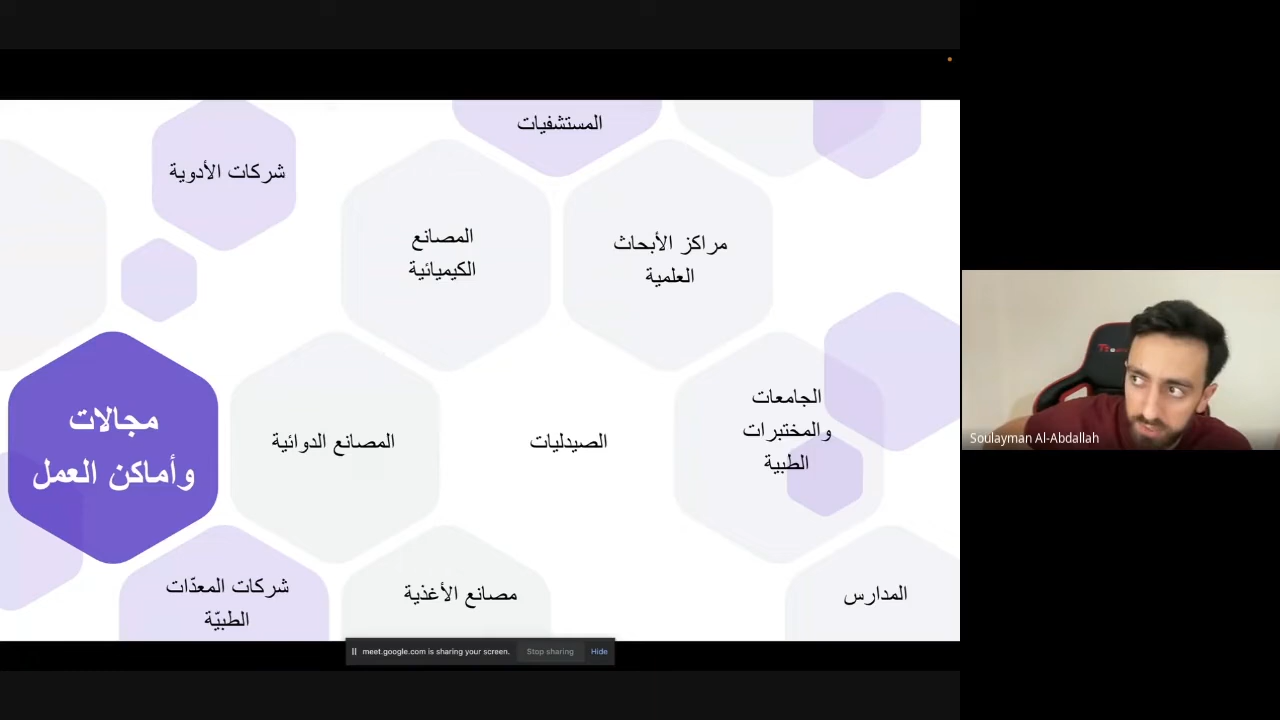 المستشفيات
شركات الأدوية
المصانع
الكيميائية
مراكز الأبحاث
العلمية
مجالات
وأماكن العمل
المصانع الدوائية
الصيدليات
الجامعات
والمختبرات
الطبية
شركات المعدّات
الطبيّة
مصانع الأغذية
المدارس
meet.google.com is sharing your screen.
Stop sharing
Hide
Soulayman Al-Abdallah